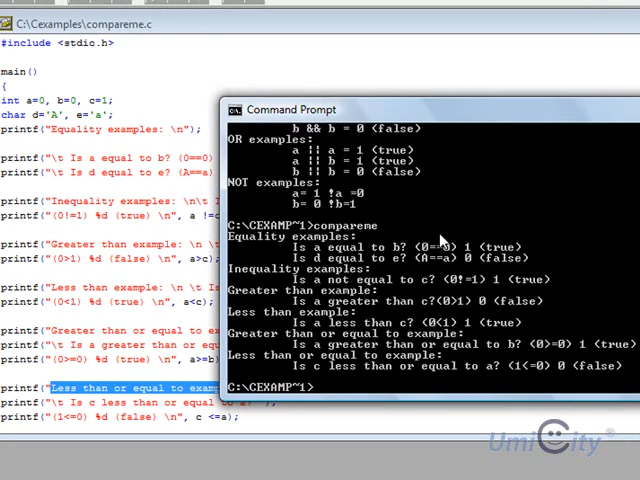 C:\Cexamples\compareme.c
#include <stdio.h>
main()
{
int a=0, b=0, c=1;
char d='A', e='a';
printf("Equality examples: \n");
printf("\t Is a equal to b? (0==0)
printf("\t Is d equal to e? (A==a)
printf("Inequality examples: \n\t I
(0!=1) %d (true) \n", a !=c
printf("Greater than example: \n\t
(0>1) %d (false) \n", a>c);
printf("Less than example: \n\t Is
(0<1) %d (true) \n", a<c);
printf("Greater than or equal to ex
printf("\t Is a greater than or equ
(0>=0) %d (true) \n", a>=b)
printf("Less than or equal to examp
printf("\t Is c less than or equal to a?
(1<=0) %d (false) \n", c <=a);
Command Prompt
b && b = 0 (false)
OR examples:
a || a = 1 (true)
a || b = 1 (true)
b || b = 0 (false)
NOT examples:
a= 1 !a =0
b= 0 !b=1
C:\CEXAMP~1>compareme
Equality examples:
Is a equal to b? (0==0) 1 (true)
Is d equal to e? (A==a) 0 (false)
Inequality examples:
Is a not equal to c? (0!=1) 1 (true)
Greater than example:
Is a greater than c?(0>1) 0 (false)
Less than example:
Is a less than c? (0<1) 1 (true)
Greater than or equal to example:
Is a greater than or equal to b? (0>=0) 1 (true)
Less than or equal to example:
Is c less than or equal to a? (1<=0) 0 (false)
C:\CEXAMP~1>
UmiCity ®